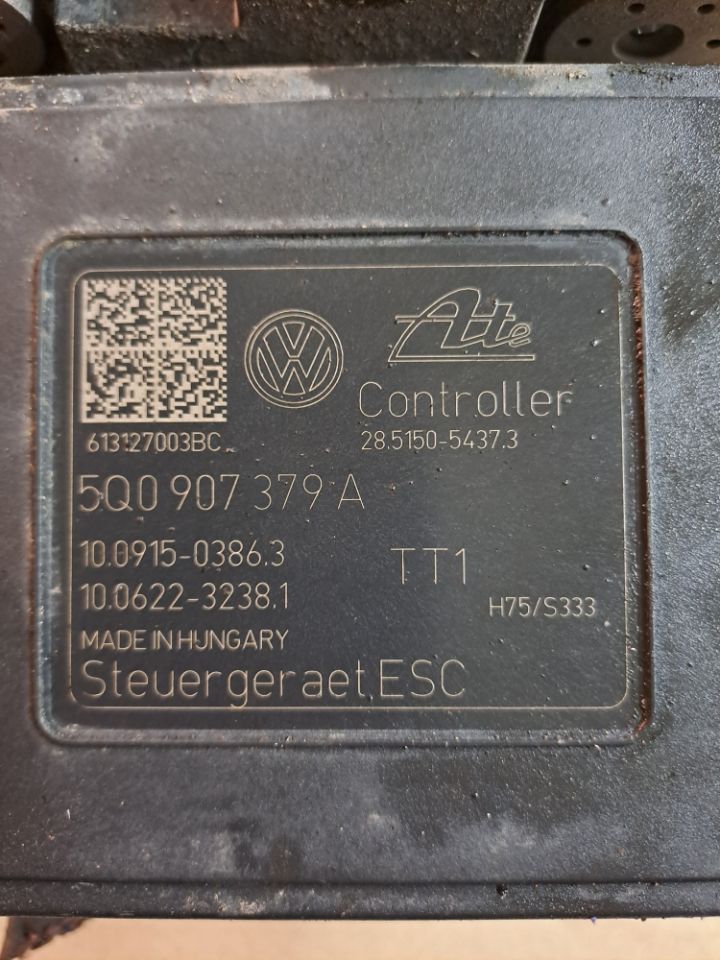 VW
Ate
Controller
613127003BC
28.5150-5437.3
5Q0 907 379 A
10.0915-0386.3
TT1
10.0622-3238.1
H75/S333
MADE IN HUNGARY
Steuergeraet ESC